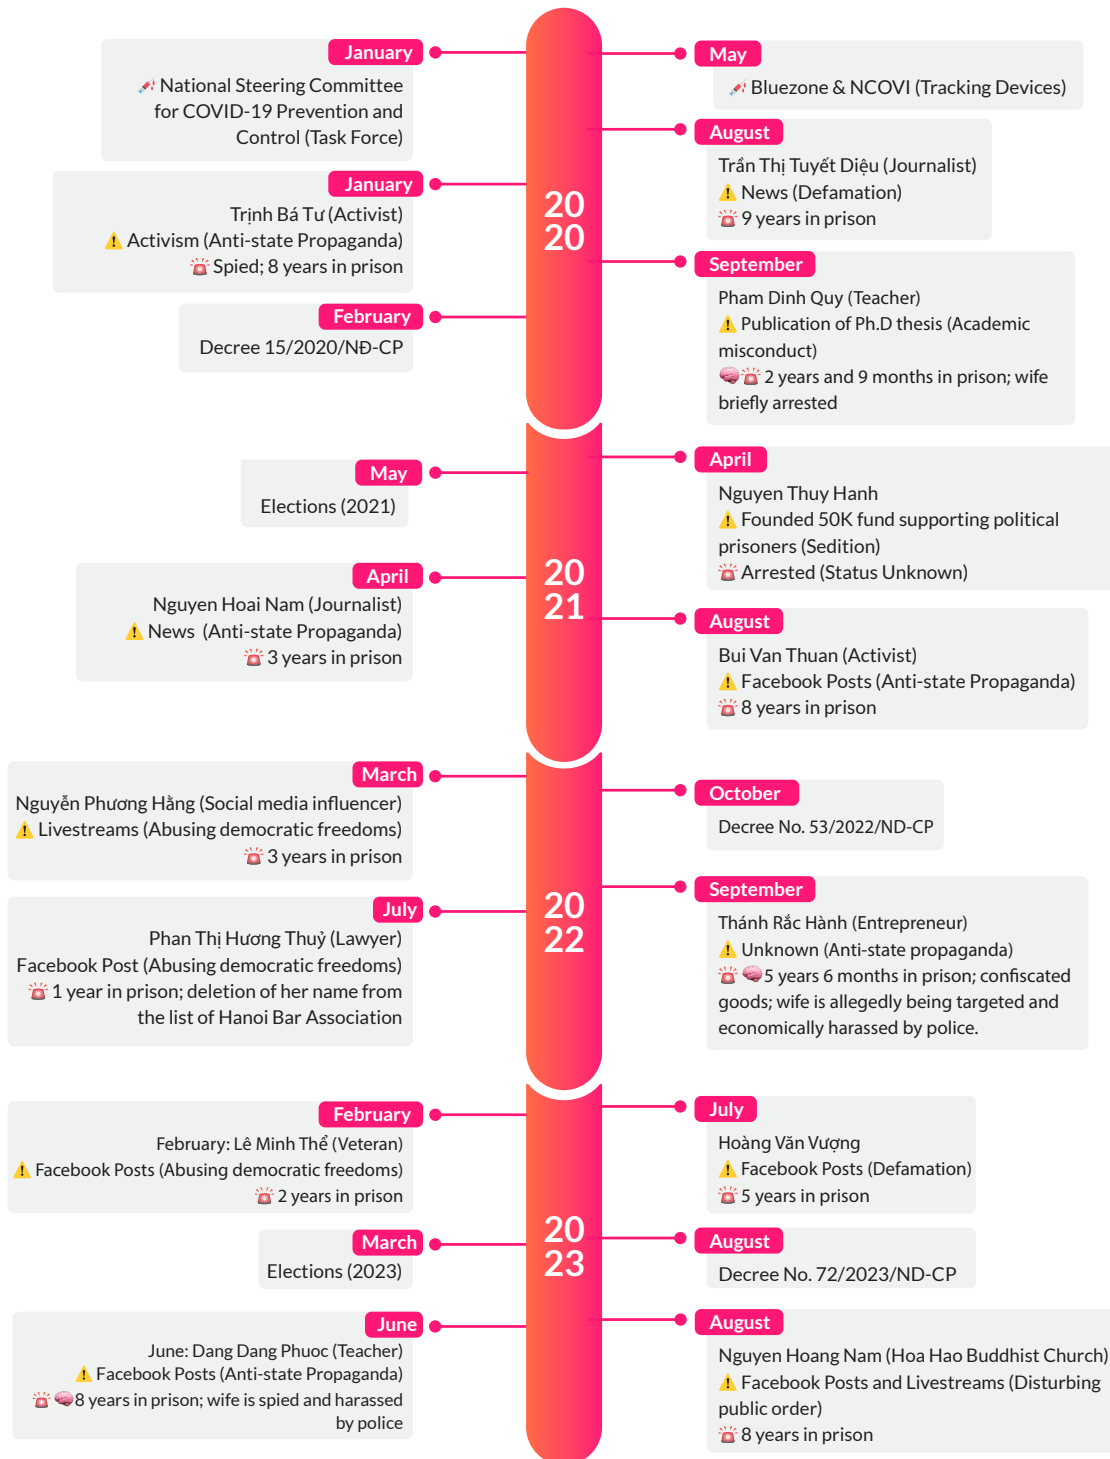 January
💉 National Steering Committee
for COVID-19 Prevention and
Control (Task Force)
January
Trịnh Bá Tư (Activist)
⚠️ Activism (Anti-state Propaganda)
🚨 Spied; 8 years in prison
February
Decree 15/2020/NĐ-CP
20
20
May
💉 Bluezone & NCOVI (Tracking Devices)
August
Trần Thị Tuyết Diệu (Journalist)
⚠️ News (Defamation)
🚨 9 years in prison
September
Pham Dinh Quy (Teacher)
⚠️ Publication of Ph.D thesis (Academic
misconduct)
🧠🚨 2 years and 9 months in prison; wife
briefly arrested
May
Elections (2021)
April
Nguyen Hoai Nam (Journalist)
⚠️ News (Anti-state Propaganda)
🚨 3 years in prison
20
21
April
Nguyen Thuy Hanh
⚠️ Founded 50K fund supporting political
prisoners (Sedition)
🚨 Arrested (Status Unknown)
August
Bui Van Thuan (Activist)
⚠️ Facebook Posts (Anti-state Propaganda)
🚨 8 years in prison
March
Nguyễn Phương Hằng (Social media influencer)
⚠️ Livestreams (Abusing democratic freedoms)
🚨 3 years in prison
July
Phan Thị Hương Thuỷ (Lawyer)
Facebook Post (Abusing democratic freedoms)
🚨 1 year in prison; deletion of her name from
the list of Hanoi Bar Association
20
22
October
Decree No. 53/2022/ND-CP
September
Thánh Rắc Hành (Entrepreneur)
⚠️ Unknown (Anti-state propaganda)
🚨 🧠5 years 6 months in prison; confiscated
goods; wife is allegedly being targeted and
economically harassed by police.
February
February: Lê Minh Thể (Veteran)
⚠️ Facebook Posts (Abusing democratic freedoms)
🚨 2 years in prison
March
Elections (2023)
June
June: Dang Dang Phuoc (Teacher)
⚠️ Facebook Posts (Anti-state Propaganda)
🚨 🧠8 years in prison; wife is spied and harassed
by police
20
23
July
Hoàng Văn Vượng
⚠️ Facebook Posts (Defamation)
🚨 5 years in prison
August
Decree No. 72/2023/ND-CP
August
Nguyen Hoang Nam (Hoa Hao Buddhist Church)
⚠️ Facebook Posts and Livestreams (Disturbing
public order)
🚨 8 years in prison